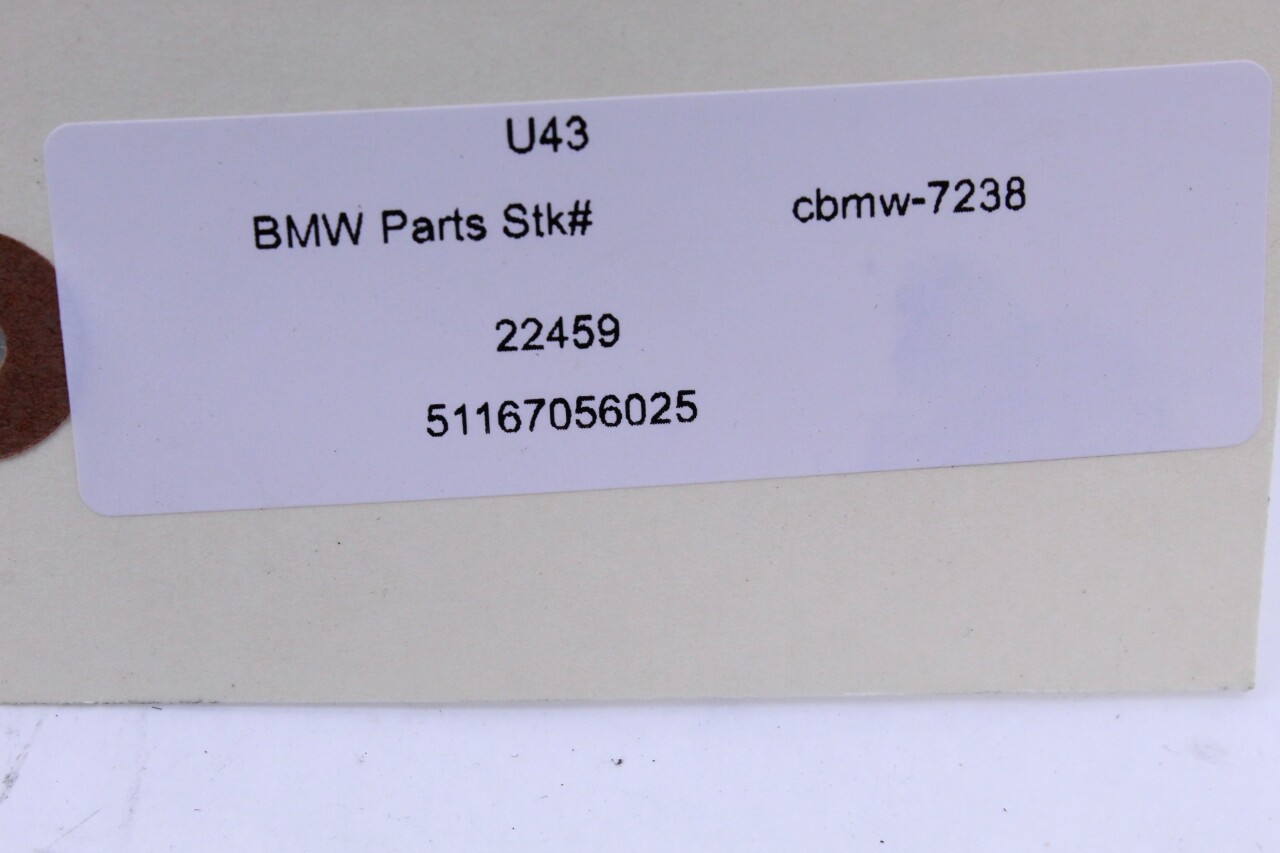 U43
BMW Parts Stk# cbmw-7238
22459
51167056025